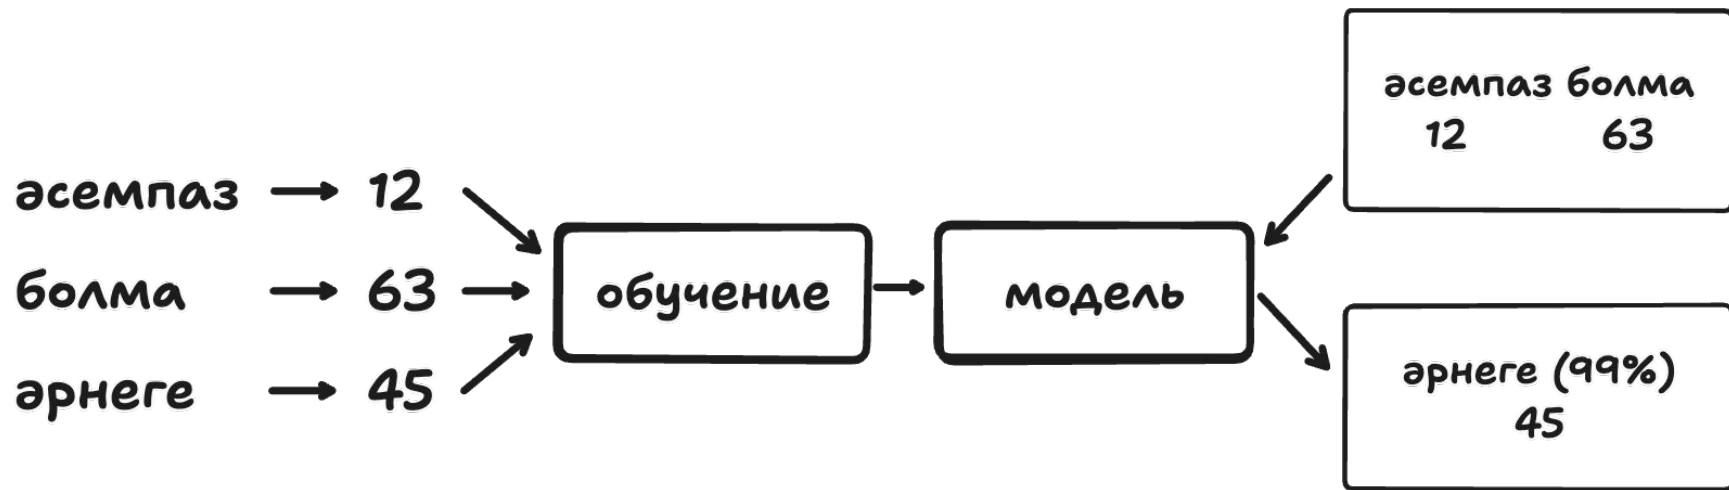 әсемпаз → 12
болма → 63
әрнеге → 45
обучение
модель
әсемпаз болма
12 63
әрнеге (99%)
45